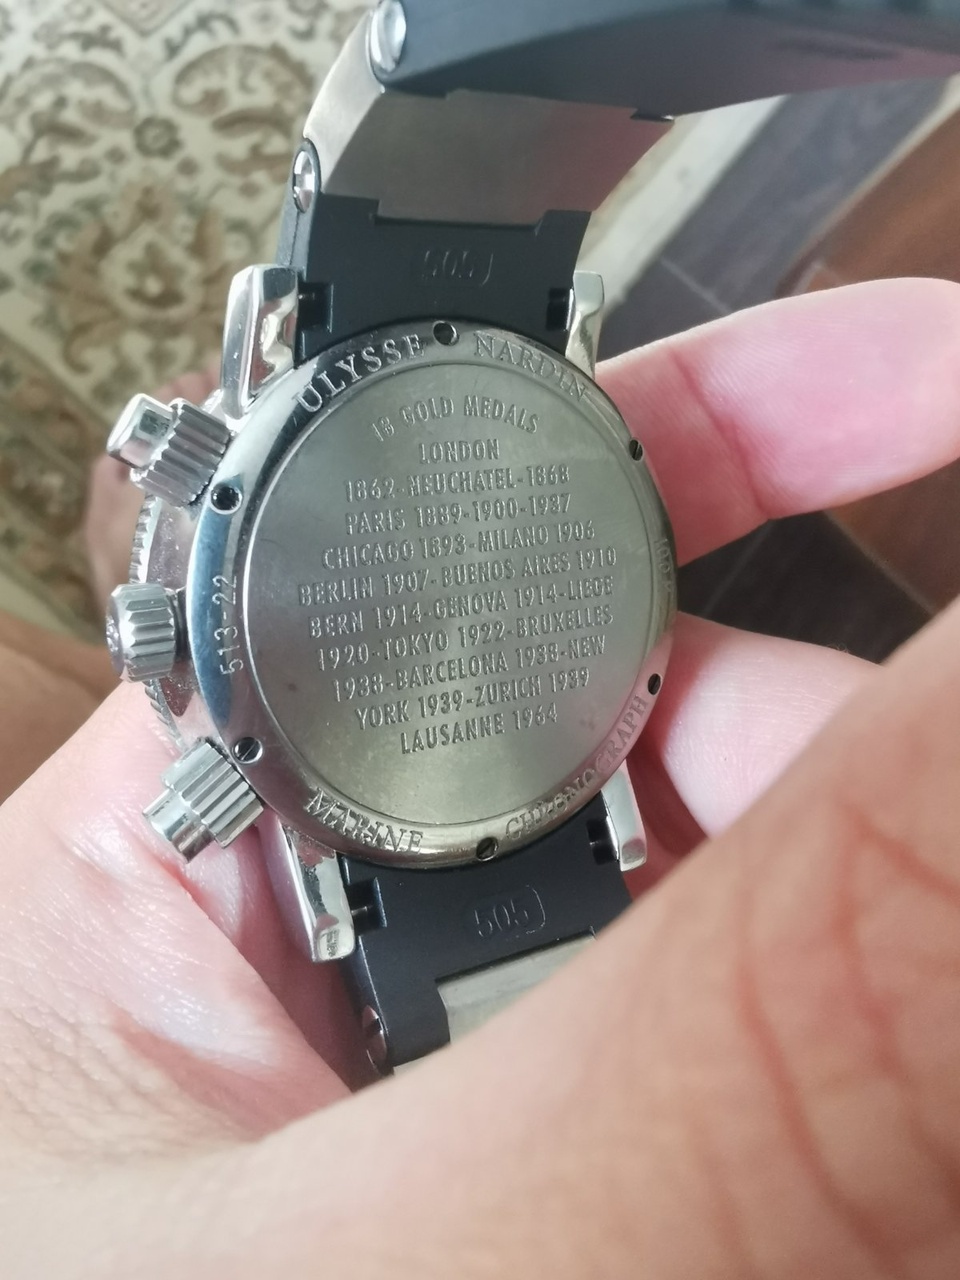 505
ULYSSE NARDIN
18 GOLD MEDALS
LONDON
1862-NEUCHATEL-1868
PARIS 1889-1900-1937
CHICAGO 1893-MILANO 1906
BERLIN 1907-BUENOS AIRES 1910
BERN 1914-GENOVA 1914-LIEGE
1920-TOKYO 1922-BRUXELLES
1938-BARCELONA 1938-NEW
YORK 1939-ZURICH 1939
LAUSANNE 1964
513-22
MARINE CHRONOGRAPH
505